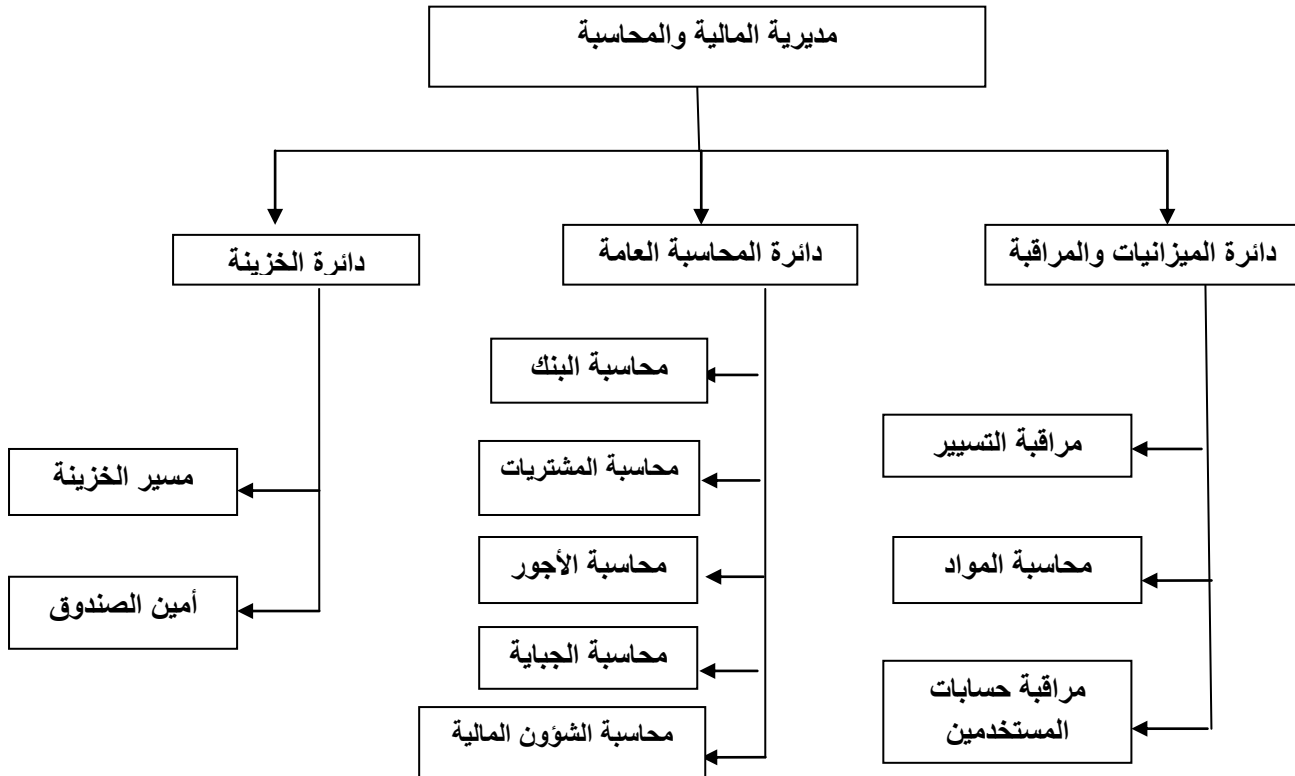 مديرية المالية والمحاسبة
دائرة الميزانيات والمراقبة
دائرة المحاسبة العامة
دائرة الخزينة
مراقبة التسيير
محاسبة المواد
مراقبة حسابات
المستخدمين
محاسبة البنك
محاسبة المشتريات
محاسبة الأجور
محاسبة الجباية
محاسبة الشؤون المالية
مسير الخزينة
أمين الصندوق